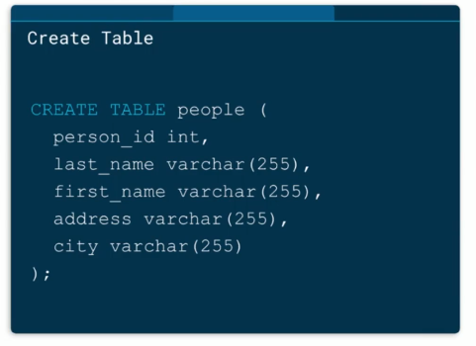 Create Table
CREATE TABLE people (
person_id int,
last_name varchar(255),
first_name varchar(255),
address varchar(255),
city varchar(255)
);